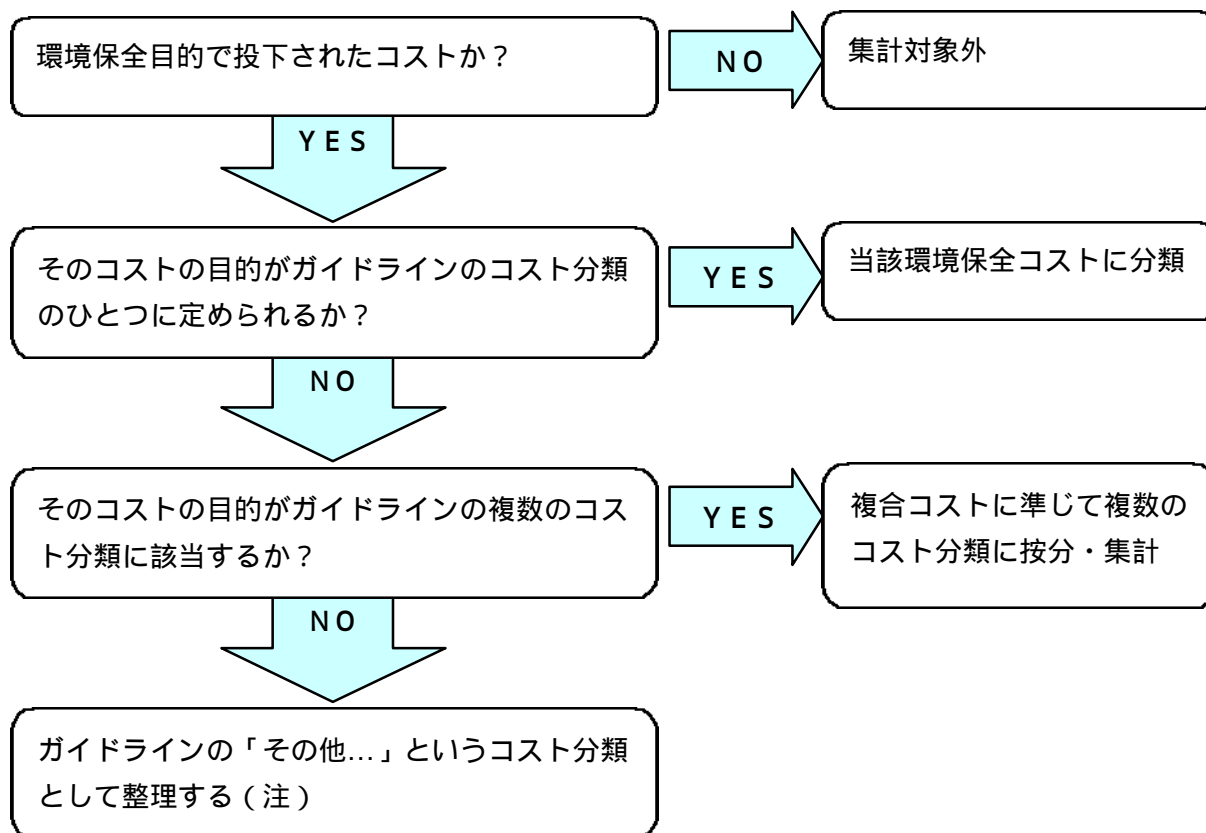 環境保全目的で投下されたコストか?
NO
集計対象外
YES
そのコストの目的がガイドラインのコスト分類
のひとつに定められるか?
YES
当該環境保全コストに分類
NO
そのコストの目的がガイドラインの複数のコス
ト分類に該当するか?
YES
複合コストに準じて複数の
コスト分類に按分・集計
NO
ガイドラインの「その他…」というコスト分類
として整理する(注)